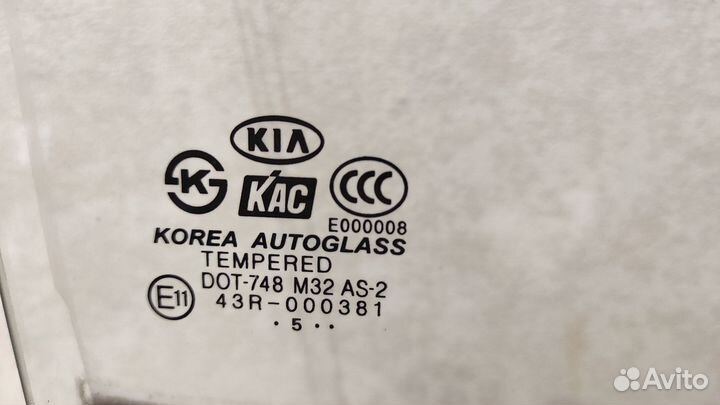 KIA
K
KAC
CCC
E000008
KOREA AUTOGLASS
TEMPERED
DOT-748 M32 AS-2
E11
43R-000381
· 5 · ·
Avito